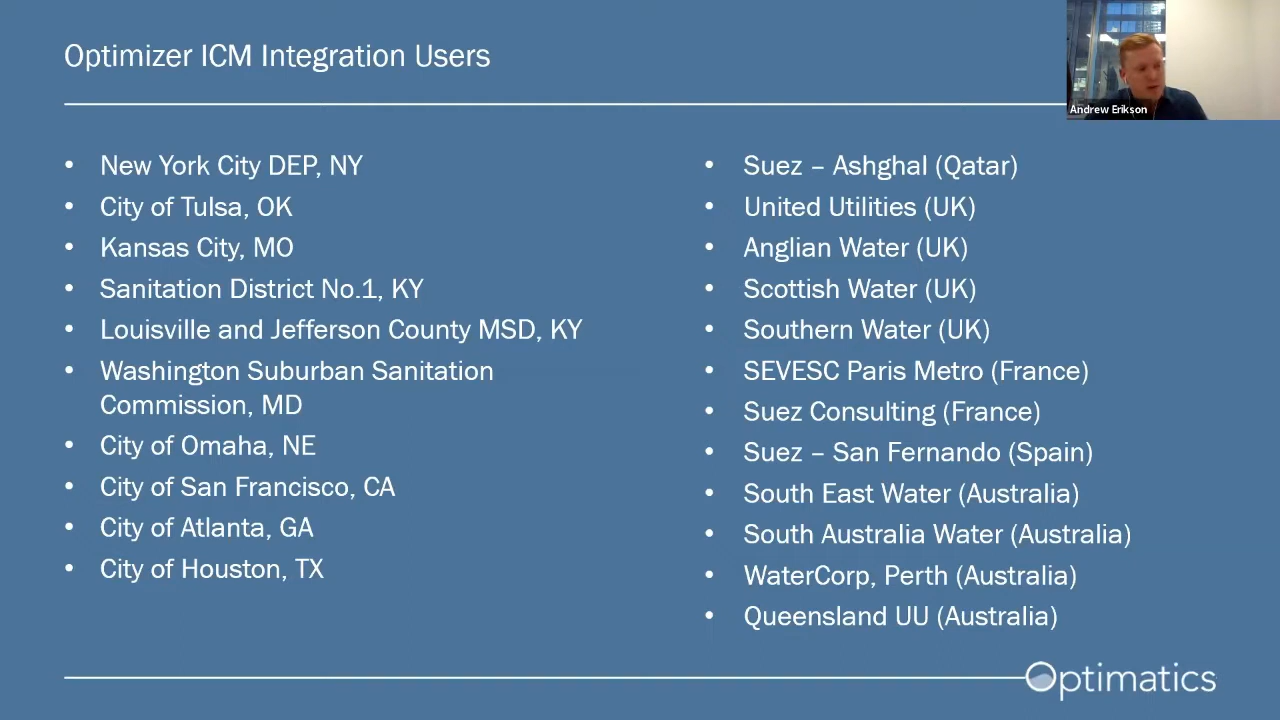 Optimizer ICM Integration Users
Andrew Erikson
• New York City DEP, NY
• City of Tulsa, OK
• Kansas City, MO
• Sanitation District No.1, KY
• Louisville and Jefferson County MSD, KY
• Washington Suburban Sanitation
Commission, MD
• City of Omaha, NE
• City of San Francisco, CA
• City of Atlanta, GA
• City of Houston, TX
• Suez – Ashghal (Qatar)
• United Utilities (UK)
• Anglian Water (UK)
• Scottish Water (UK)
• Southern Water (UK)
• SEVESC Paris Metro (France)
• Suez Consulting (France)
• Suez – San Fernando (Spain)
• South East Water (Australia)
• South Australia Water (Australia)
• WaterCorp, Perth (Australia)
• Queensland UU (Australia)
Optimatics